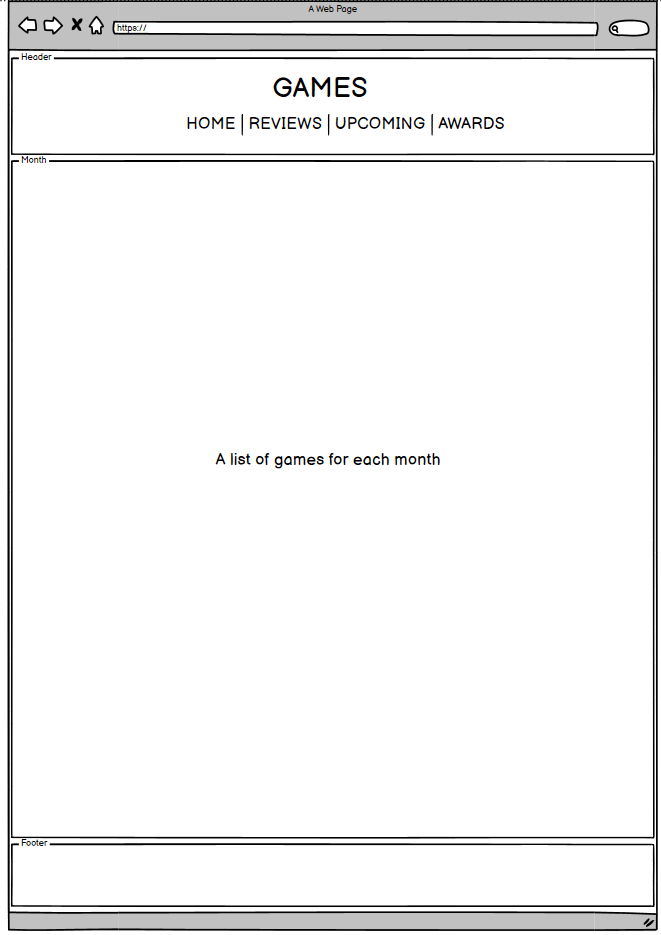 A Web Page
https://
Header
GAMES
HOME | REVIEWS | UPCOMING | AWARDS
Month
A list of games for each month
Footer